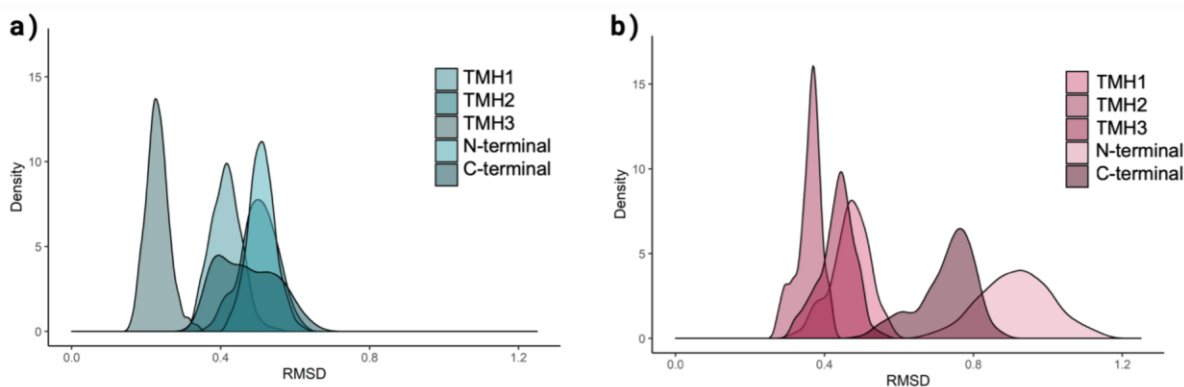 a)
15
10
5
0
Density
0.0
0.4
0.8
1.2
RMSD
TMH1
TMH2
TMH3
N-terminal
C-terminal
b)
15
10
5
0
Density
0.0
0.4
0.8
1.2
RMSD
TMH1
TMH2
TMH3
N-terminal
C-terminal